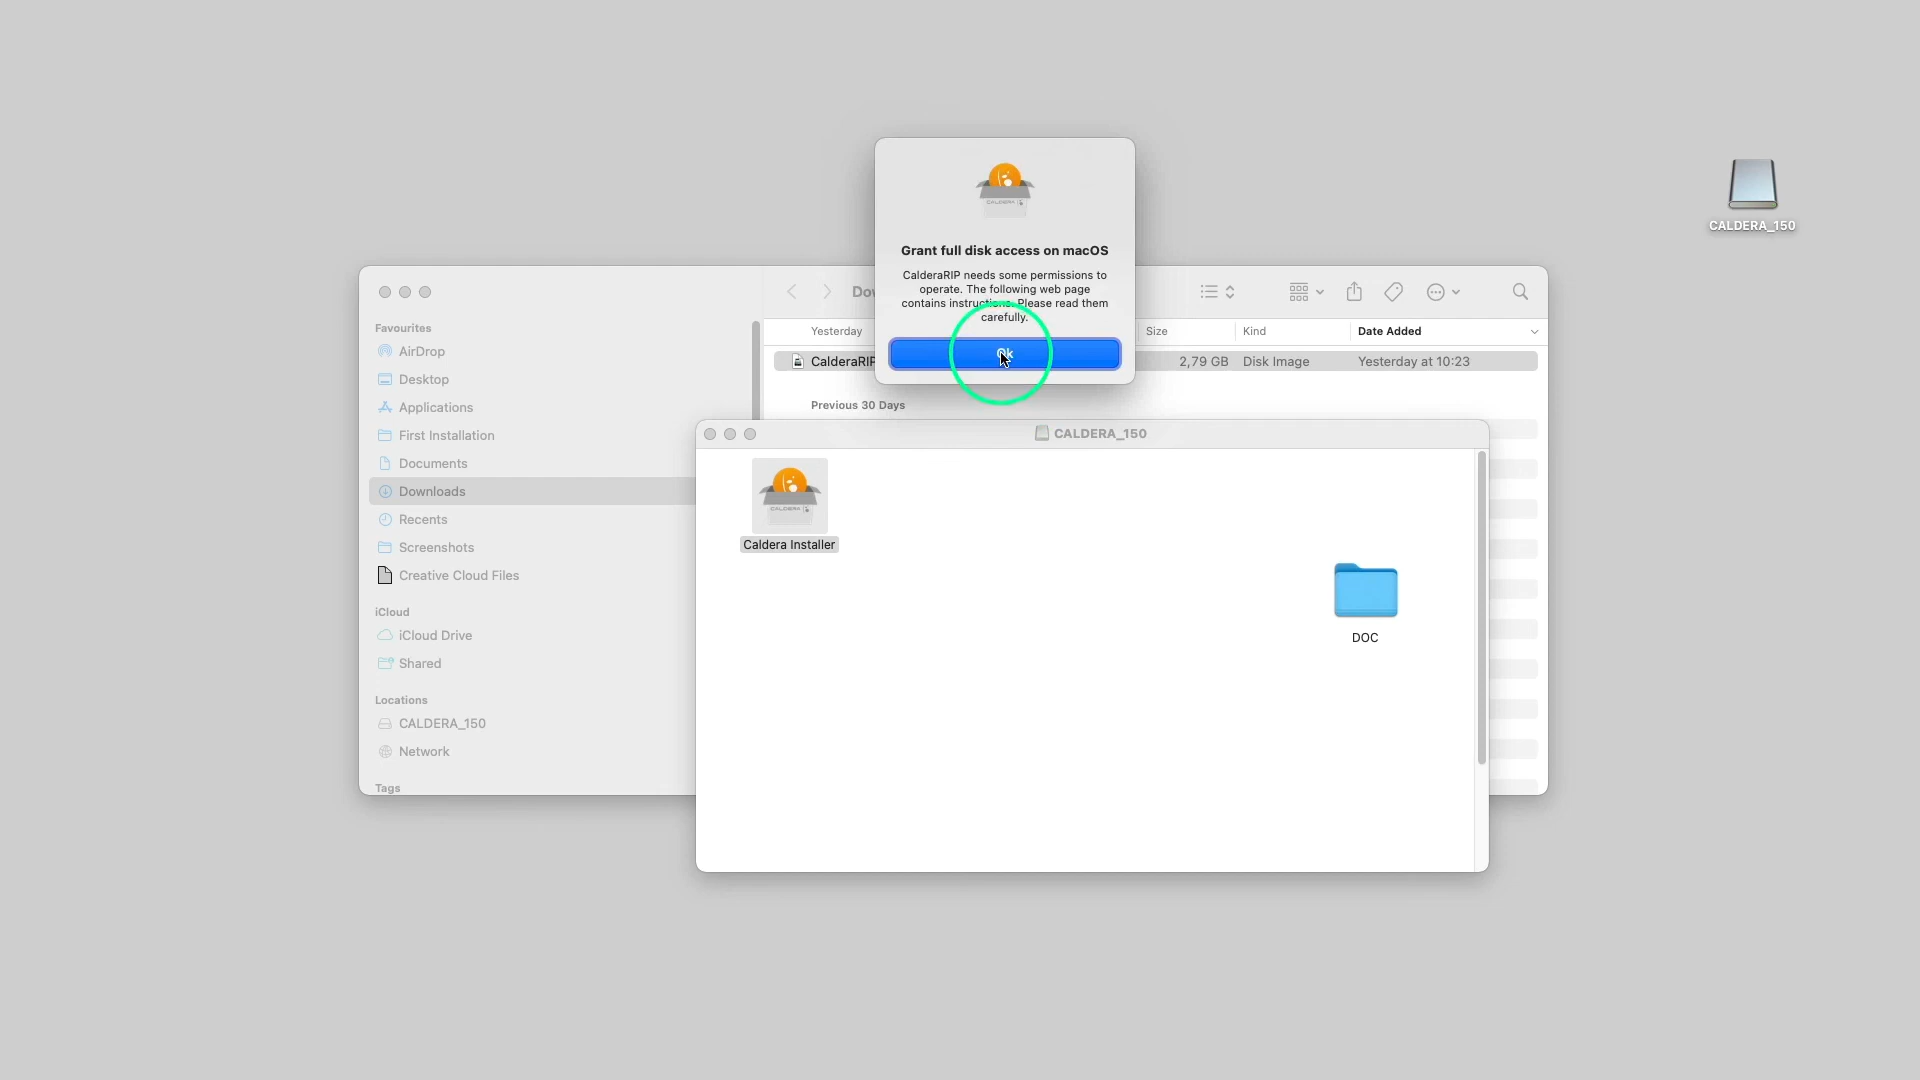 CALDERA
Grant full disk access on macOS
CalderaRIP needs some permissions to
operate. The following web page
contains instructions. Please read them
carefully.
Ok
CALDERA_150
Favourites
AirDrop
Desktop
Applications
First Installation
Documents
Downloads
Recents
Screenshots
Creative Cloud Files
iCloud
iCloud Drive
Shared
Locations
CALDERA_150
Network
Tags
Dow
Yesterday
Size
Kind
Date Added
CalderaRIP
2,79 GB
Disk Image
Yesterday at 10:23
Previous 30 Days
CALDERA_150
CALDERA
Caldera Installer
DOC